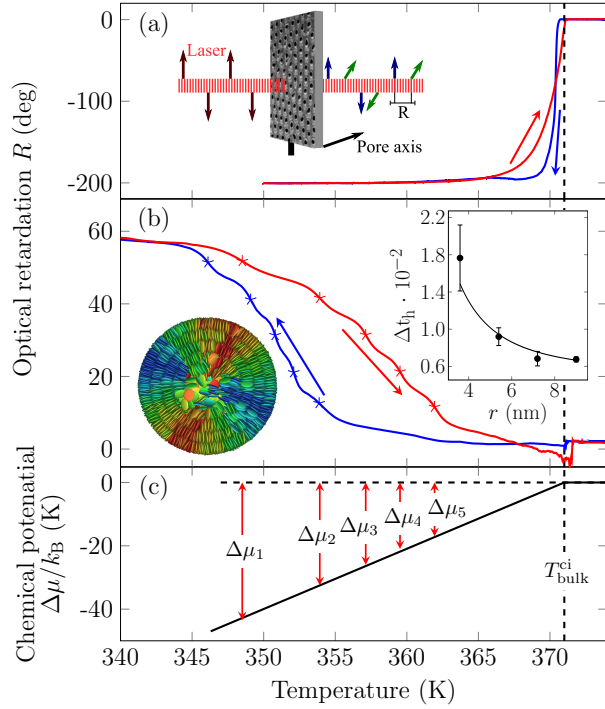 (a)
Laser
R
Pore axis
0
-100
-200
Optical retardation R (deg)
(b)
60
40
20
0
Δt_h · 10^-2
2.2
1.8
1.4
1.0
0.6
4 6 8
r (nm)
(c)
0
-20
-40
Chemical potenatial
Δμ/k_B (K)
Δμ_1
Δμ_2
Δμ_3
Δμ_4
Δμ_5
T_bulk^ci
340 345 350 355 360 365 370
Temperature (K)